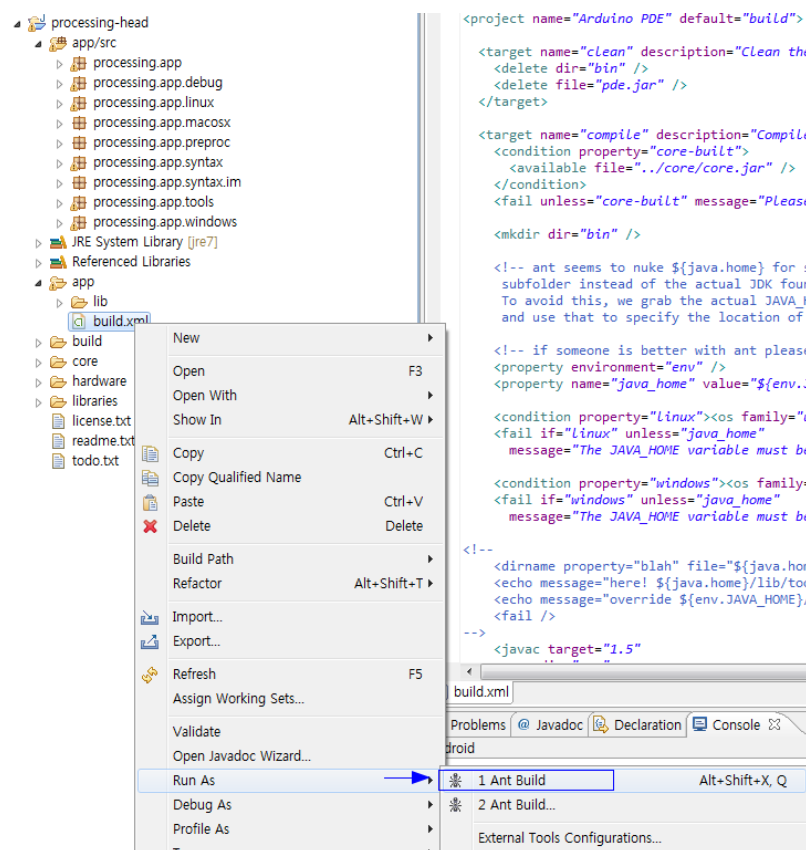 processing-head
app/src
processing.app
processing.app.debug
processing.app.linux
processing.app.macosx
processing.app.preproc
processing.app.syntax
processing.app.syntax.im
processing.app.tools
processing.app.windows
JRE System Library [jre7]
Referenced Libraries
app
lib
build.xml
build
core
hardware
libraries
license.txt
readme.txt
todo.txt
New
Open F3
Open With
Show In Alt+Shift+W
Copy Ctrl+C
Copy Qualified Name
Paste Ctrl+V
Delete Delete
Build Path
Refactor Alt+Shift+T
Import...
Export...
Refresh F5
Assign Working Sets...
Validate
Open Javadoc Wizard...
Run As
Debug As
Profile As
1 Ant Build Alt+Shift+X, Q
2 Ant Build...
External Tools Configurations...
<project name="Arduino PDE" default="build">
<target name="clean" description="Clean the
<delete dir="bin" />
<delete file="pde.jar" />
</target>
<target name="compile" description="Compile
<condition property="core-built">
<available file="../core/core.jar" />
</condition>
<fail unless="core-built" message="Please
<mkdir dir="bin" />
<!-- ant seems to nuke ${java.home} for s
subfolder instead of the actual JDK four
To avoid this, we grab the actual JAVA_H
and use that to specify the location of
<!-- if someone is better with ant please
<property environment="env" />
<property name="java_home" value="${env.J
<condition property="linux"><os family="u
<fail if="linux" unless="java_home"
message="The JAVA_HOME variable must be
<condition property="windows"><os family=
<fail if="windows" unless="java_home"
message="The JAVA_HOME variable must be
<!--
<dirname property="blah" file="${java.hom
<echo message="here! ${java.home}/lib/too
<echo message="override ${env.JAVA_HOME}/
<fail />
-->
<javac target="1.5"
build.xml
Problems @ Javadoc Declaration Console
droid